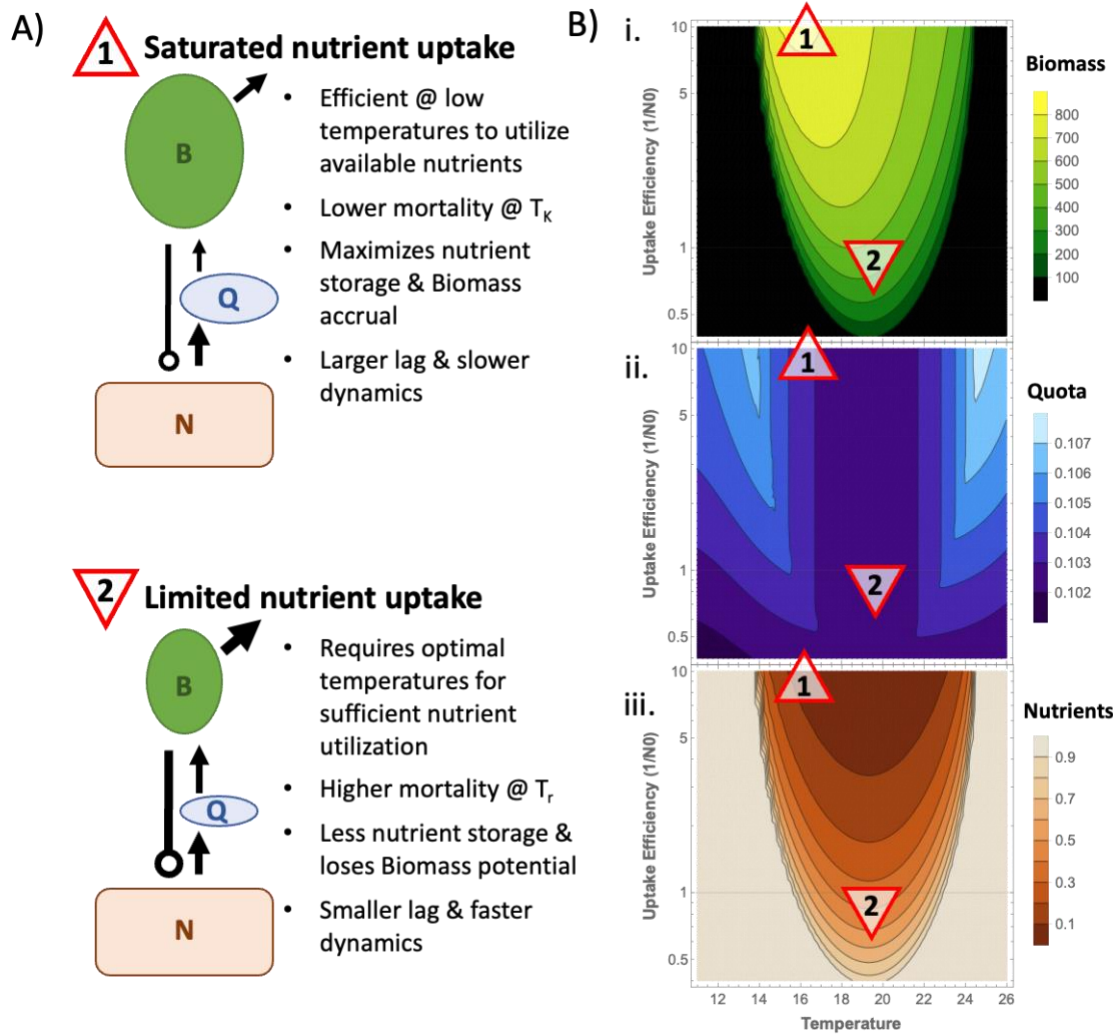 A)
1
Saturated nutrient uptake
B
Q
N
• Efficient @ low
temperatures to utilize
available nutrients
• Lower mortality @ T_K
• Maximizes nutrient
storage & Biomass
accrual
• Larger lag & slower
dynamics
2
Limited nutrient uptake
B
Q
N
• Requires optimal
temperatures for
sufficient nutrient
utilization
• Higher mortality @ T_r
• Less nutrient storage &
loses Biomass potential
• Smaller lag & faster
dynamics
B)
i.
Uptake Efficiency (1/N0)
10
5
1
0.5
1
2
Biomass
800
700
600
500
400
300
200
100
ii.
Uptake Efficiency (1/N0)
10
5
1
0.5
1
2
Quota
0.107
0.106
0.105
0.104
0.103
0.102
iii.
Uptake Efficiency (1/N0)
10
5
1
0.5
1
2
Nutrients
0.9
0.7
0.5
0.3
0.1
12 14 16 18 20 22 24 26
Temperature